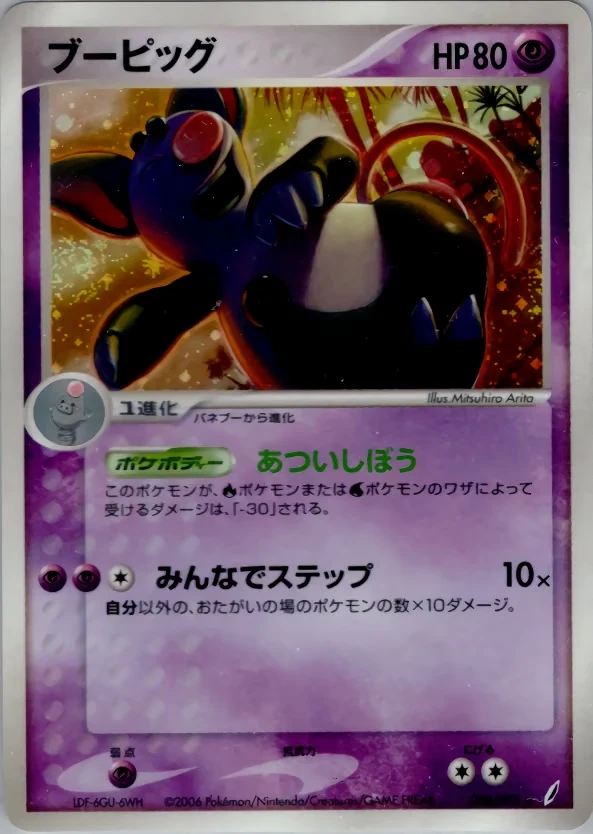 ブーピッグ HP80
Illus. Mitsuhiro Arita
1進化
バネブーから進化
ポケボディー あついしぼう
このポケモンが、ポケモンまたはポケモンのワザによって
受けるダメージは、「-30」される。
みんなでステップ 10×
自分以外の、おたがいの場のポケモンの数×10ダメージ。
弱点 抵抗力 にげる
LDF-6GU-6WH ©2006 Pokémon/Nintendo/Creatures/GAME FREAK